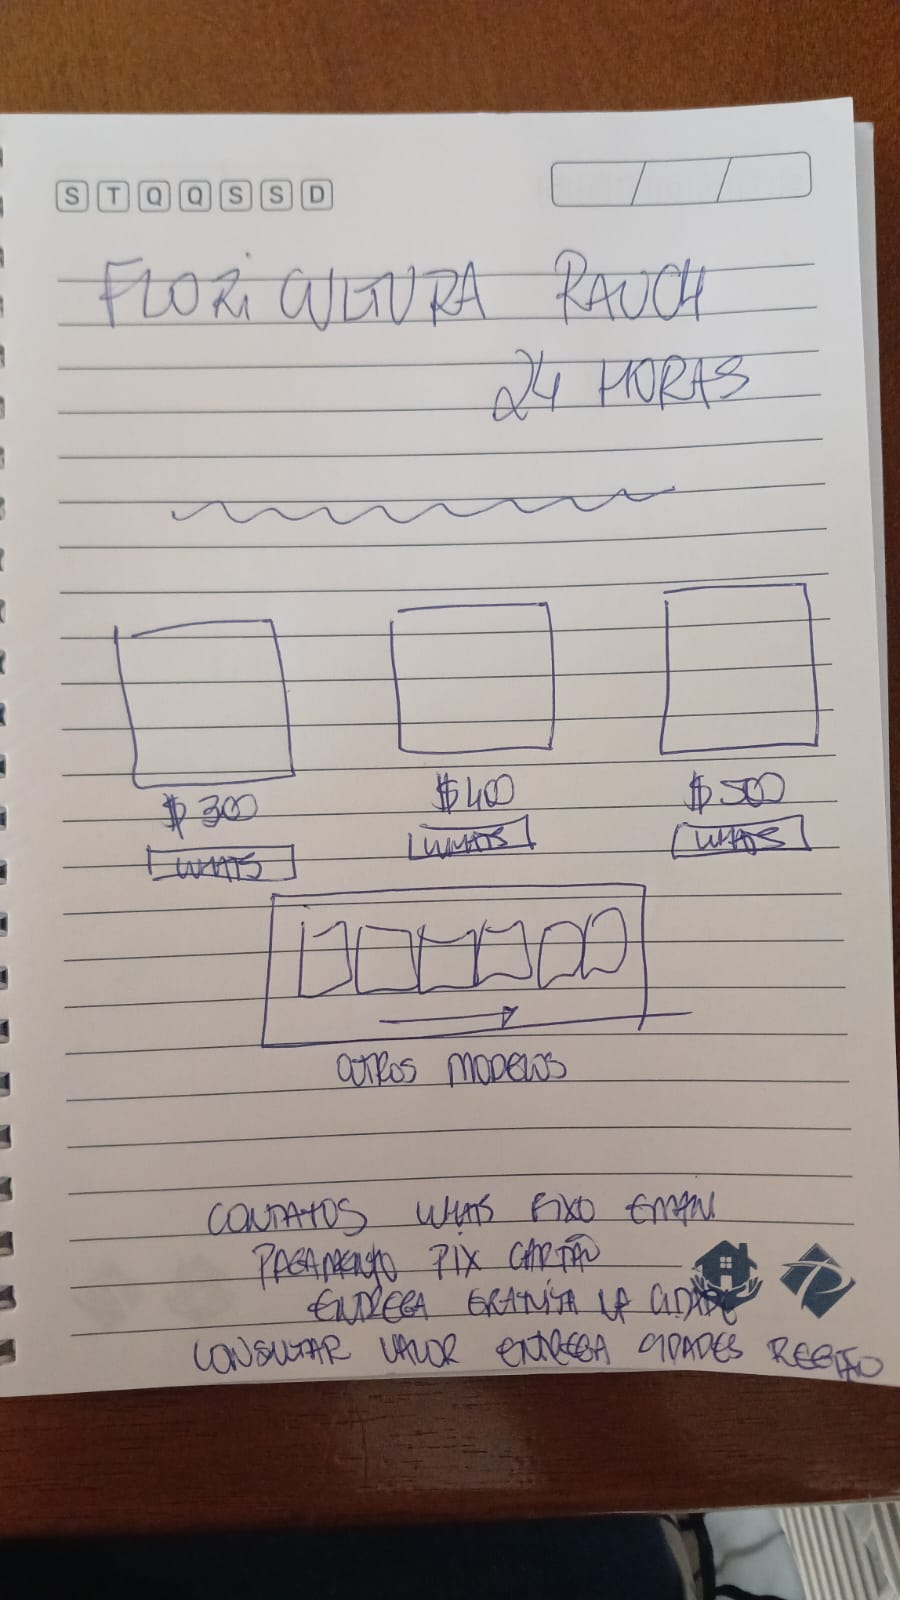 S T Q Q S S D
FLORICULTURA RAUCH
24 HORAS
$ 300 $ 400 $ 500
WHATS WHATS WHATS
OUTROS MODELOS
CONTATOS WHATS FIXO EMAIL
PAGAMENTO PIX CARTÃO
ENTREGA GRATUITA NA CIDADE
CONSULTAR VALOR ENTREGA CIDADES REGIÃO